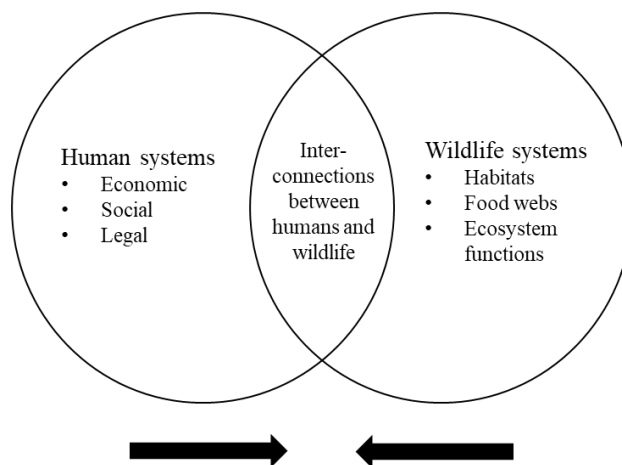 Human systems
• Economic
• Social
• Legal
Inter-
connections
between
humans and
wildlife
Wildlife systems
• Habitats
• Food webs
• Ecosystem
functions